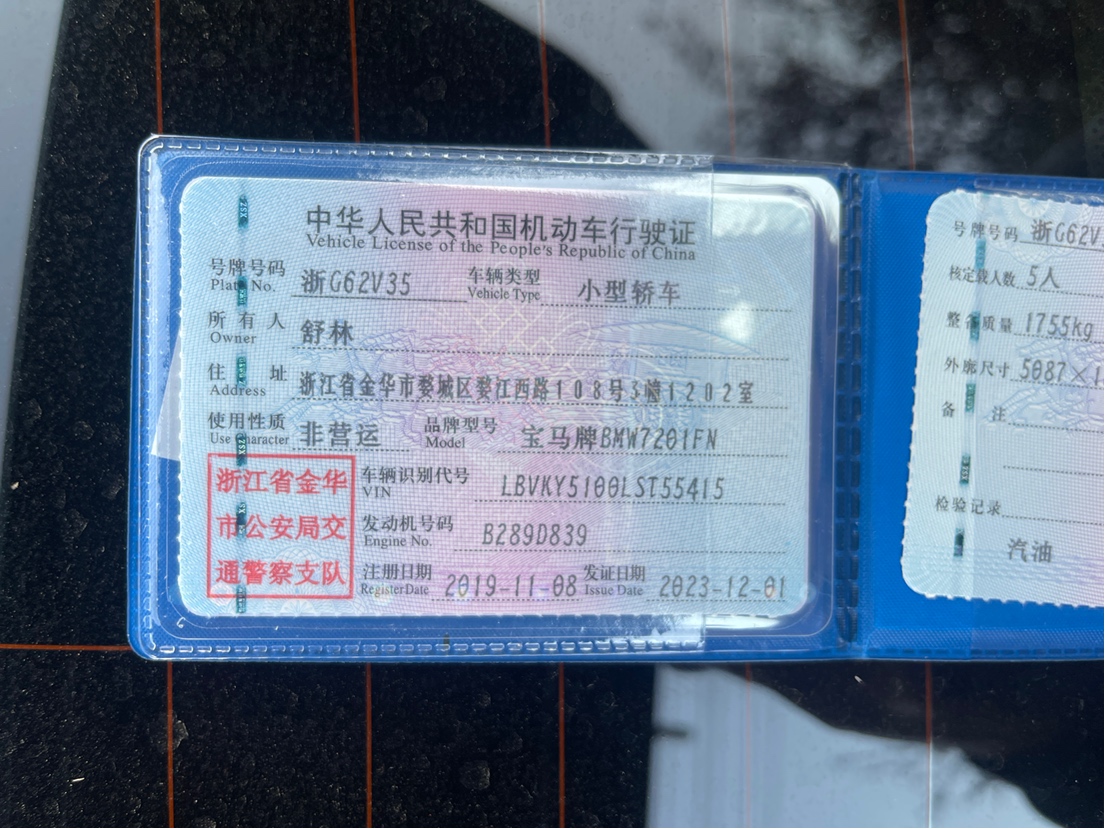 中华人民共和国机动车行驶证
Vehicle License of the People's Republic of China
号牌号码 浙G62V35 车辆类型 小型轿车
Plate No. Vehicle Type
所有人 舒林
Owner
住址 浙江省金华市婺城区婺江西路108号3幢1202室
Address
使用性质 非营运 品牌型号 宝马牌BMW7201FN
Use Character Model
车辆识别代号 LBVKY5100LST55415
VIN
发动机号码 B289D839
Engine No.
注册日期 2019-11-08 发证日期 2023-12-01
Register Date Issue Date
浙江省金华
市公安局交
通警察支队
号牌号码 浙G62V
核定载人数 5人
整备质量 1755kg
外廓尺寸 5087×1
备注
检验记录
汽油